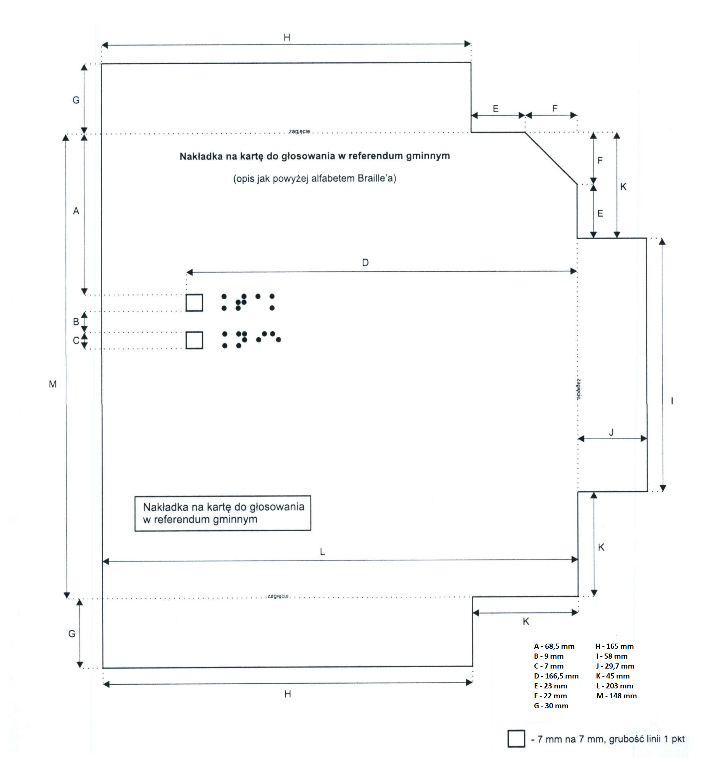 H
G
E
F
zagięcie
Nakładka na kartę do głosowania w referendum gminnym
(opis jak powyżej alfabetem Braille'a)
F
K
A
E
D
B
C
M
zagięcie
I
J
Nakładka na kartę do głosowania
w referendum gminnym
L
K
zagięcie
G
K
H
A - 68,5 mm H - 165 mm
B - 9 mm I - 58 mm
C - 7 mm J - 29,7 mm
D - 166,5 mm K - 45 mm
E - 23 mm L - 203 mm
F - 22 mm M - 148 mm
G - 30 mm
- 7 mm na 7 mm, grubość linii 1 pkt